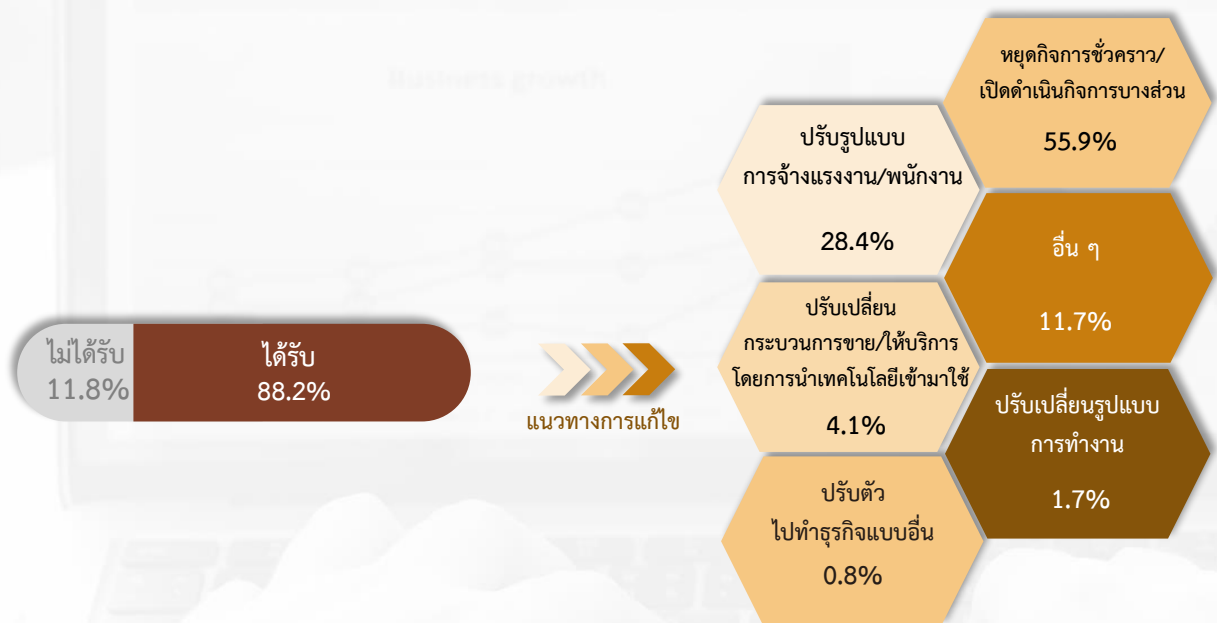 Business growth
ไม่ได้รับ
11.8%
ได้รับ
88.2%
แนวทางการแก้ไข
หยุดกิจการชั่วคราว/
เปิดดำเนินกิจการบางส่วน
55.9%
ปรับรูปแบบ
การจ้างแรงงาน/พนักงาน
28.4%
อื่น ๆ
11.7%
ปรับเปลี่ยน
กระบวนการขาย/ให้บริการ
โดยการนำเทคโนโลยีเข้ามาใช้
4.1%
ปรับเปลี่ยนรูปแบบ
การทำงาน
1.7%
ปรับตัว
ไปทำธุรกิจแบบอื่น
0.8%